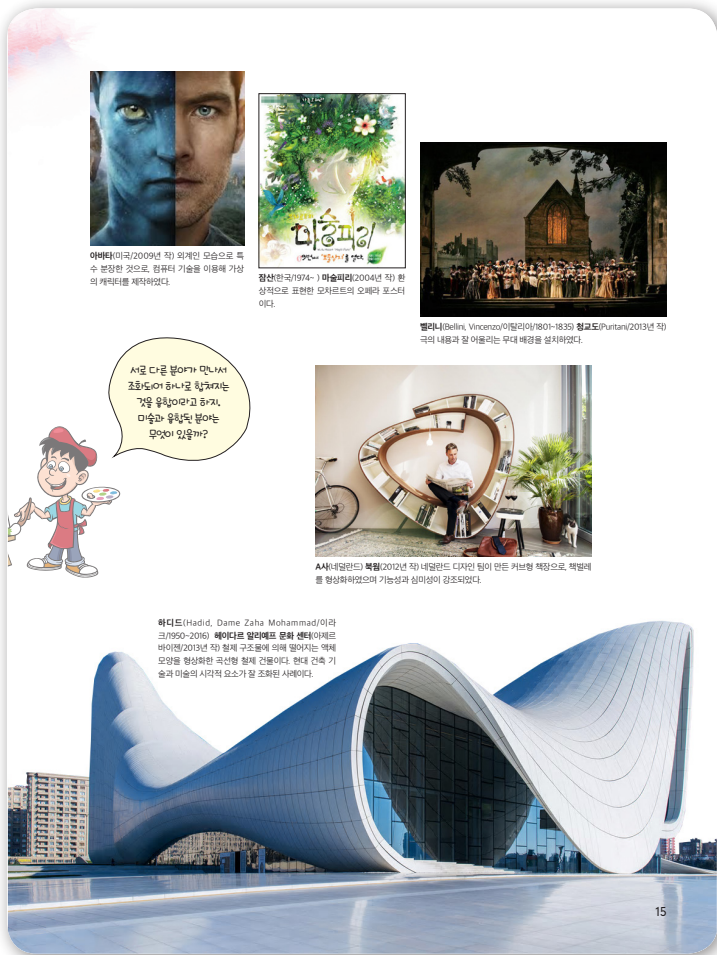 마술피리
아바타(미국/2009년 작) 외계인 모습으로 특
수 분장한 것으로, 컴퓨터 기술을 이용해 가상
의 캐릭터를 제작하였다.
잠산(한국/1974~ ) 마술피리(2004년 작) 환
상적으로 표현한 모차르트의 오페라 포스터
이다.
벨리니(Bellini, Vincenzo/이탈리아/1801~1835) 청교도(Puritani/2013년 작)
극의 내용과 잘 어울리는 무대 배경을 설치하였다.
서로 다른 분야가 만나서
조화되어 하나로 합쳐지는
것을 융합이라고 하지.
미술과 융합된 분야는
무엇이 있을까?
A사(네덜란드) 북웜(2012년 작) 네덜란드 디자인 팀이 만든 커브형 책장으로, 책벌레
를 형상화하였으며 기능성과 심미성이 강조되었다.
하디드(Hadid, Dame Zaha Mohammad/이라
크/1950~2016) 헤이다르 알리예프 문화 센터(아제르
바이젠/2013년 작) 철제 구조물에 의해 떨어지는 액체
모양을 형상화한 곡선형 철제 건물이다. 현대 건축 기
술과 미술의 시각적 요소가 잘 조화된 사례이다.
15